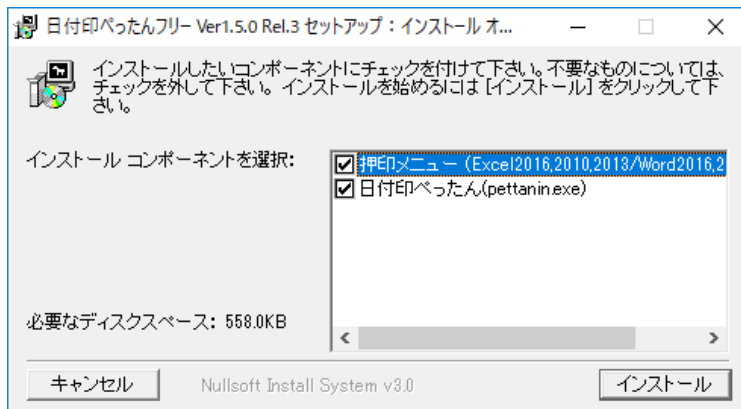 日付印ぺったんフリー Ver1.5.0 Rel.3 セットアップ：インストール オ...
インストールしたいコンポーネントにチェックを付けて下さい。不要なものについては、
チェックを外して下さい。インストールを始めるには [インストール] をクリックして下
さい。
インストール コンポーネントを選択:
押印メニュー（Excel2016,2010,2013/Word2016,2
日付印ぺったん(pettanin.exe)
必要なディスクスペース: 558.0KB
キャンセル
Nullsoft Install System v3.0
インストール